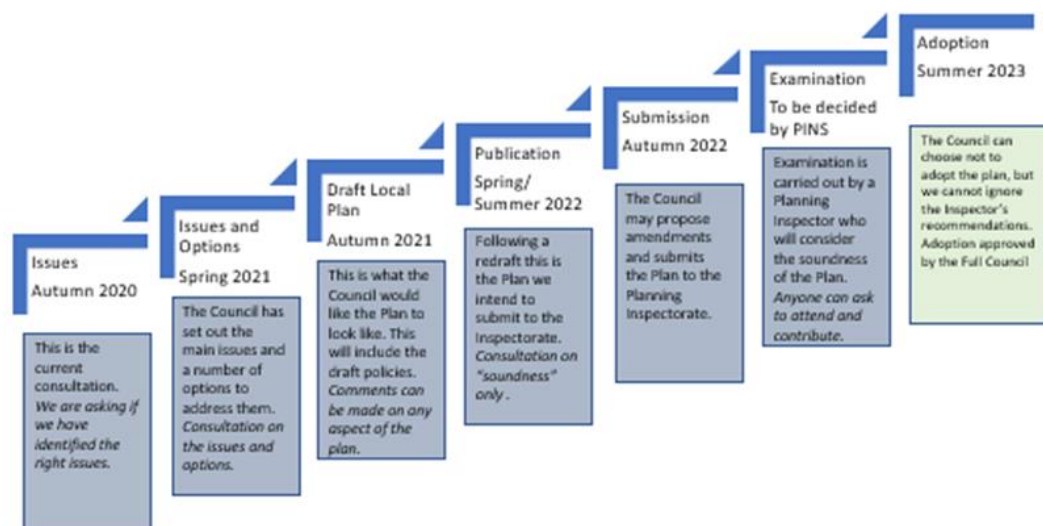 Issues
Autumn 2020
This is the
current
consultation.
We are asking if
we have
identified the
right issues.
Issues and
Options
Spring 2021
The Council has
set out the
main issues and
a number of
options to
address them.
Consultation on
the issues and
options.
Draft Local
Plan
Autumn 2021
This is what the
Council would
like the Plan to
look like. This
will include the
draft policies.
Comments can
be made on any
aspect of the
plan.
Publication
Spring/
Summer 2022
Following a
redraft this is
the Plan we
intend to
submit to the
Inspectorate.
Consultation on
"soundness"
only .
Submission
Autumn 2022
The Council
may propose
amendments
and submits
the Plan to the
Planning
Inspectorate.
Examination
To be decided
by PINS
Examination is
carried out by a
Planning
Inspector who
will consider
the soundness
of the Plan.
Anyone can ask
to attend and
contribute.
Adoption
Summer 2023
The Council can
choose not to
adopt the plan, but
we cannot ignore
the Inspector's
recommendations.
Adoption approved
by the Full Council